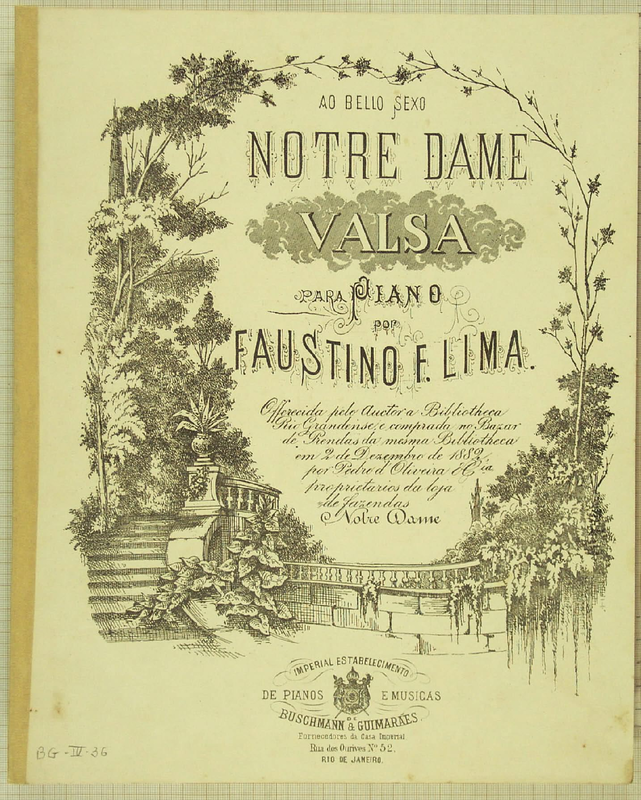 AO BELLO SEXO
NOTRE DAME
VALSA
PARA PIANO
POR
FAUSTINO F. LIMA.
Offerecida pelo Auctor a Bibliotheca
Rio Grandense, e comprada no Bazar
de Prendas da mesma Bibliotheca
em 2 de Dezembro de 1882,
por Pedro d'Oliveira & Cia
proprietarios da loja
de fazendas
Notre Dame
IMPERIAL ESTABELECIMENTO
DE PIANOS E MUSICAS
DE
BUSCHMANN & GUIMARÃES
Fornecedores da Casa Imperial
Rua dos Ourives Nº 52.
RIO DE JANEIRO.
BG-IV-36